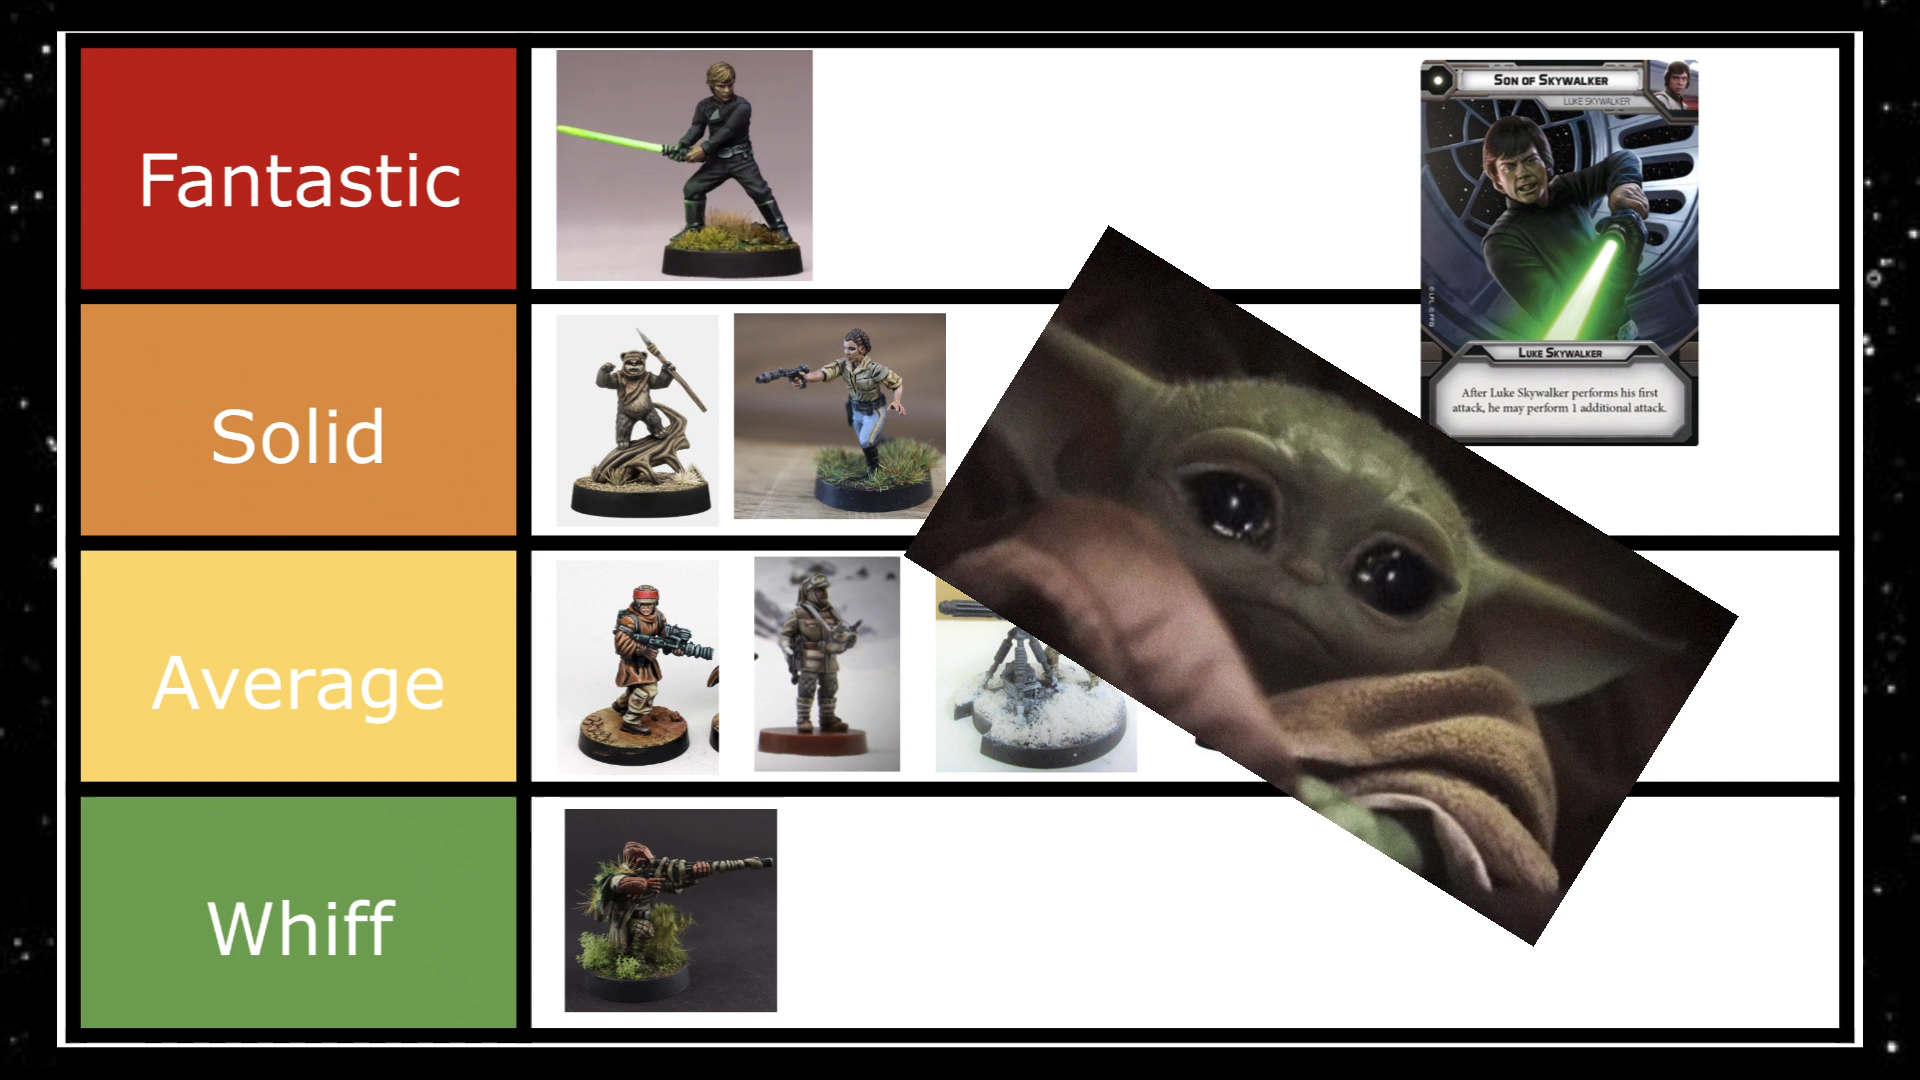 Fantastic
SON OF SKYWALKER
LUKE SKYWALKER
LUKE SKYWALKER
After Luke Skywalker performs his first
attack, he may perform 1 additional attack.
Solid
Average
Whiff